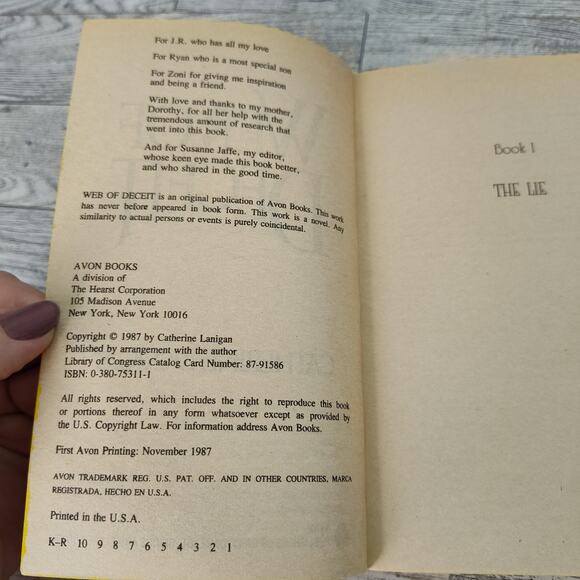 For J.R. who has all my love
For Ryan who is a most special son
For Zoni for giving me inspiration
and being a friend.
With love and thanks to my mother,
Dorothy, for all her help with the
tremendous amount of research that
went into this book.
And for Susanne Jaffe, my editor,
whose keen eye made this book better,
and who shared in the good time.
WEB OF DECEIT is an original publication of Avon Books. This work
has never before appeared in book form. This work is a novel. Any
similarity to actual persons or events is purely coincidental.
AVON BOOKS
A division of
The Hearst Corporation
105 Madison Avenue
New York, New York 10016
Copyright © 1987 by Catherine Lanigan
Published by arrangement with the author
Library of Congress Catalog Card Number: 87-91586
ISBN: 0-380-75311-1
All rights reserved, which includes the right to reproduce this book
or portions thereof in any form whatsoever except as provided by
the U.S. Copyright Law. For information address Avon Books.
First Avon Printing: November 1987
AVON TRADEMARK REG. U.S. PAT. OFF. AND IN OTHER COUNTRIES, MARCA
REGISTRADA, HECHO EN U.S.A.
Printed in the U.S.A.
K–R 10 9 8 7 6 5 4 3 2 1
Book 1
THE LIE